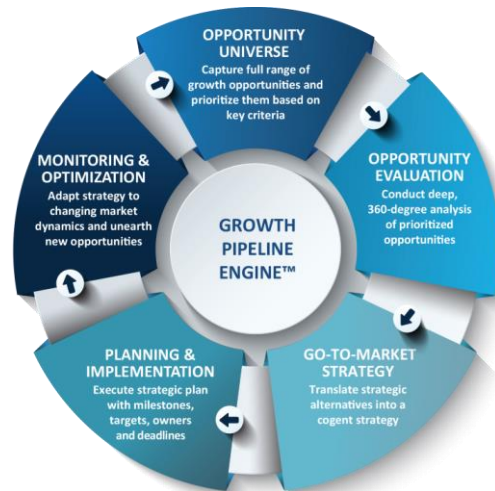 OPPORTUNITY
UNIVERSE
Capture full range of
growth opportunities and
prioritize them based on
key criteria
OPPORTUNITY
EVALUATION
Conduct deep,
360-degree analysis
of prioritized
opportunities
GO-TO-MARKET
STRATEGY
Translate strategic
alternatives into a
cogent strategy
PLANNING &
IMPLEMENTATION
Execute strategic plan
with milestones,
targets, owners
and deadlines
MONITORING &
OPTIMIZATION
Adapt strategy to
changing market
dynamics and unearth
new opportunities
GROWTH
PIPELINE
ENGINE™